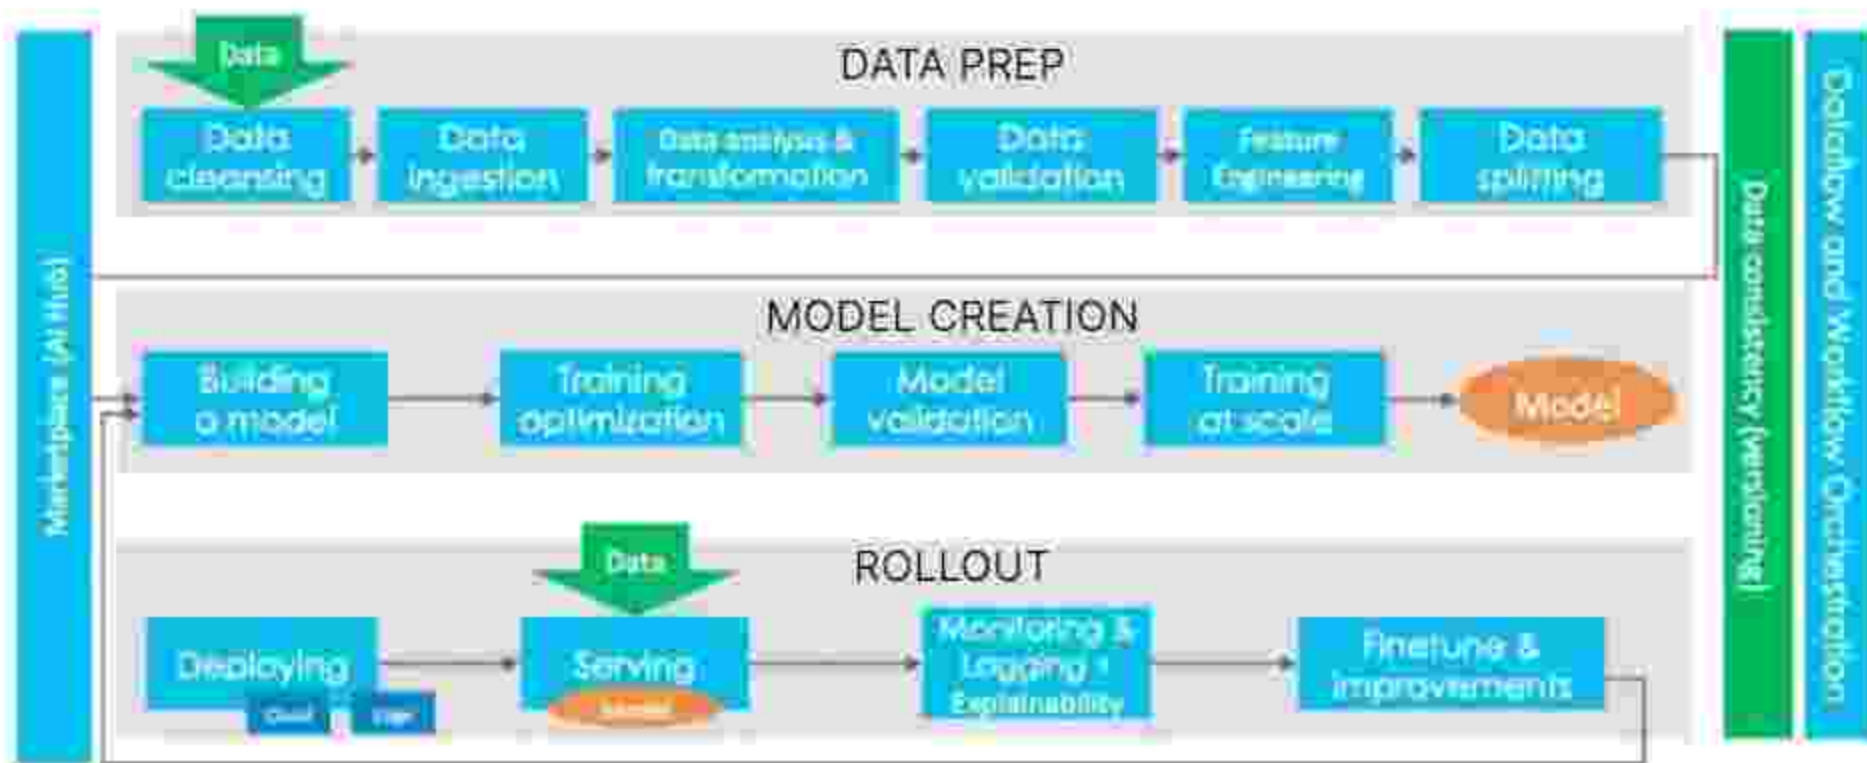 Data
DATA PREP
Data
cleansing
Data
ingestion
Data analysis &
transformation
Data
validation
Feature
Engineering
Data
splitting
Marketplace (AI Hub)
MODEL CREATION
Building
a model
Training
optimization
Model
validation
Training
at scale
Model
Data
ROLLOUT
Deploying
Serving
Monitoring &
Logging +
Explainability
Finetune &
improvements
Data consistency (versioning)
Dataflow and Workflow Orchestration